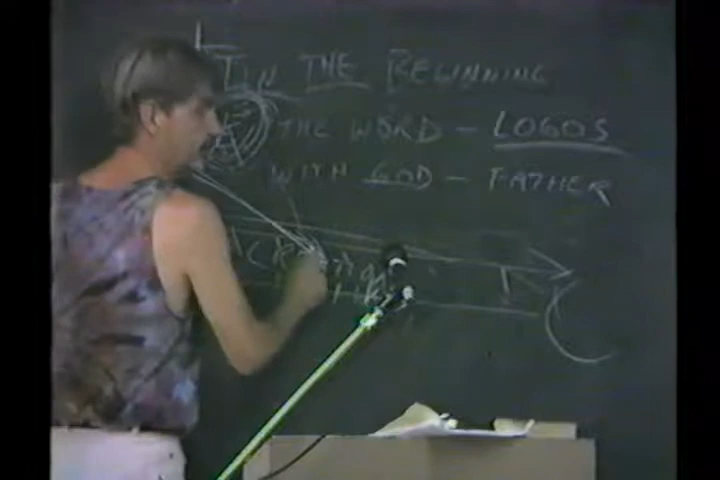 IN THE BEGINNING
THE WORD - LOGOS
WITH GOD - FATHER